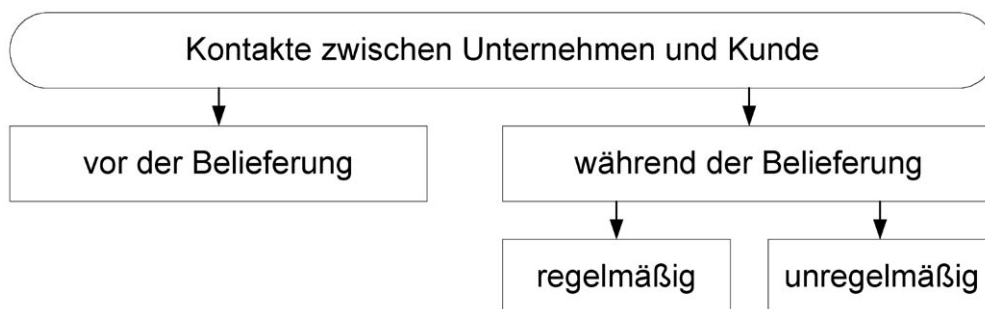 Kontakte zwischen Unternehmen und Kunde
vor der Belieferung
während der Belieferung
regelmäßig
unregelmäßig